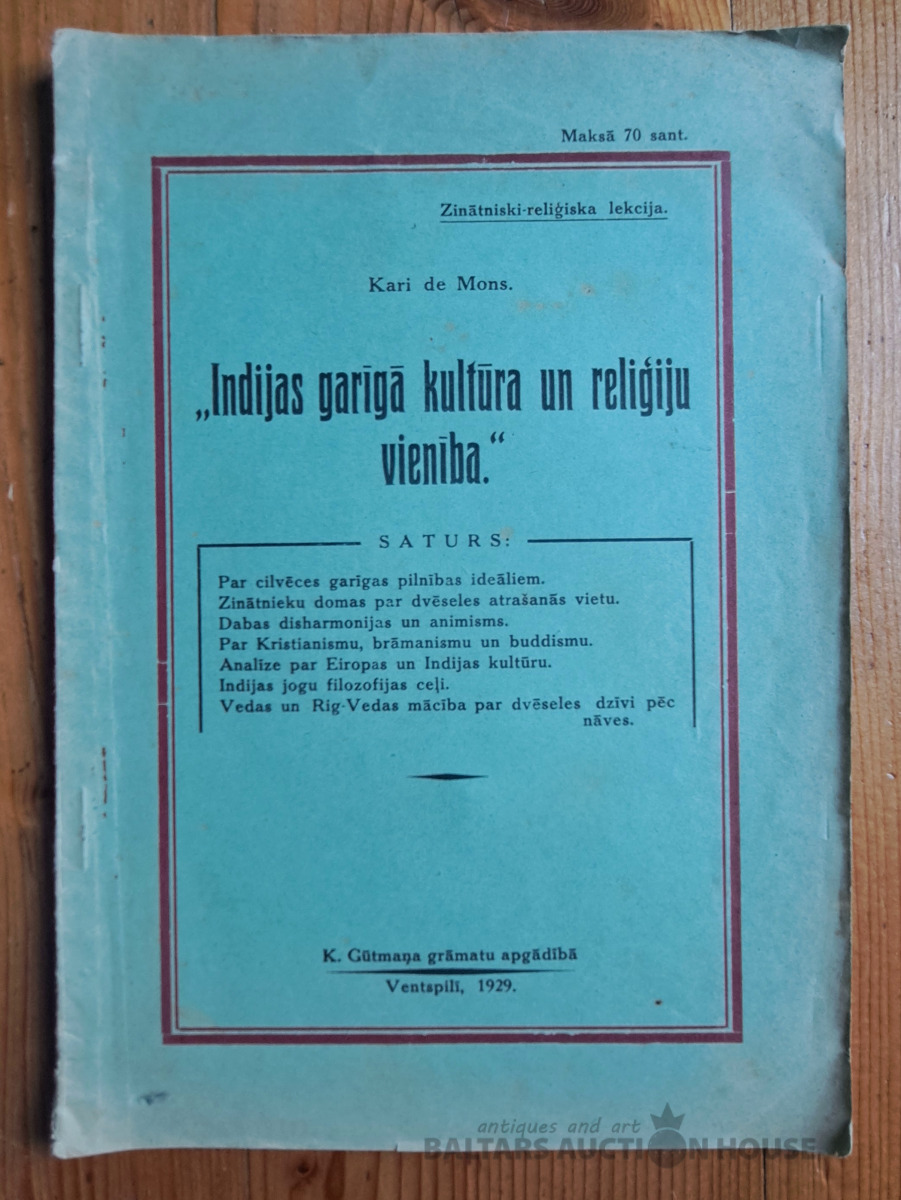 Maksā 70 sant.
Zinātniski-reliģiska lekcija.
Kari de Mons.
„Indijas garīgā kultūra un reliģiju
vienība.“
SATURS:
Par cilvēces garīgas pilnības ideāliem.
Zinātnieku domas par dvēseles atrašanās vietu.
Dabas disharmonijas un animisms.
Par Kristianismu, brāmanismu un buddismu.
Analīze par Eiropas un Indijas kultūru.
Indijas jogu filozofijas ceļi.
Vedas un Rig-Vedas mācība par dvēseles dzīvi pēc
nāves.
K. Gūtmaņa grāmatu apgādībā
Ventspilī, 1929.
antiques and art
BALTARS AUCTION HOUSE